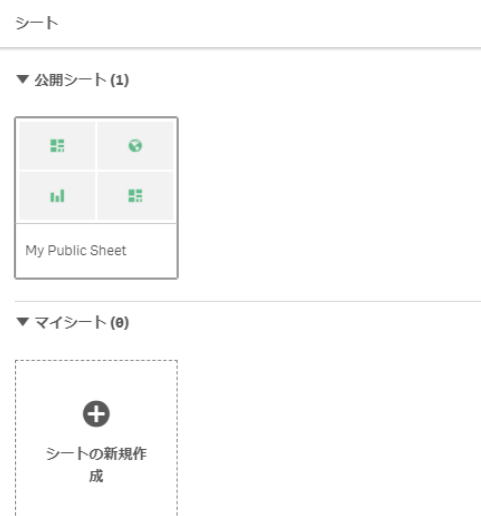 シート
▼ 公開シート (1)
My Public Sheet
▼ マイシート (0)
シートの新規作
成